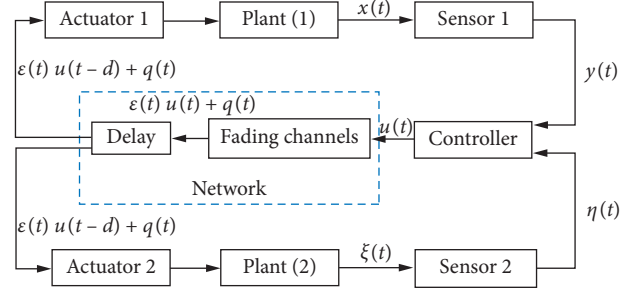 Actuator 1 Plant (1) x(t) Sensor 1
ε(t) u(t – d) + q(t) y(t)
ε(t) u(t) + q(t)
Delay Fading channels u(t) Controller
Network
η(t)
ε(t) u(t – d) + q(t)
Actuator 2 Plant (2) ξ(t) Sensor 2